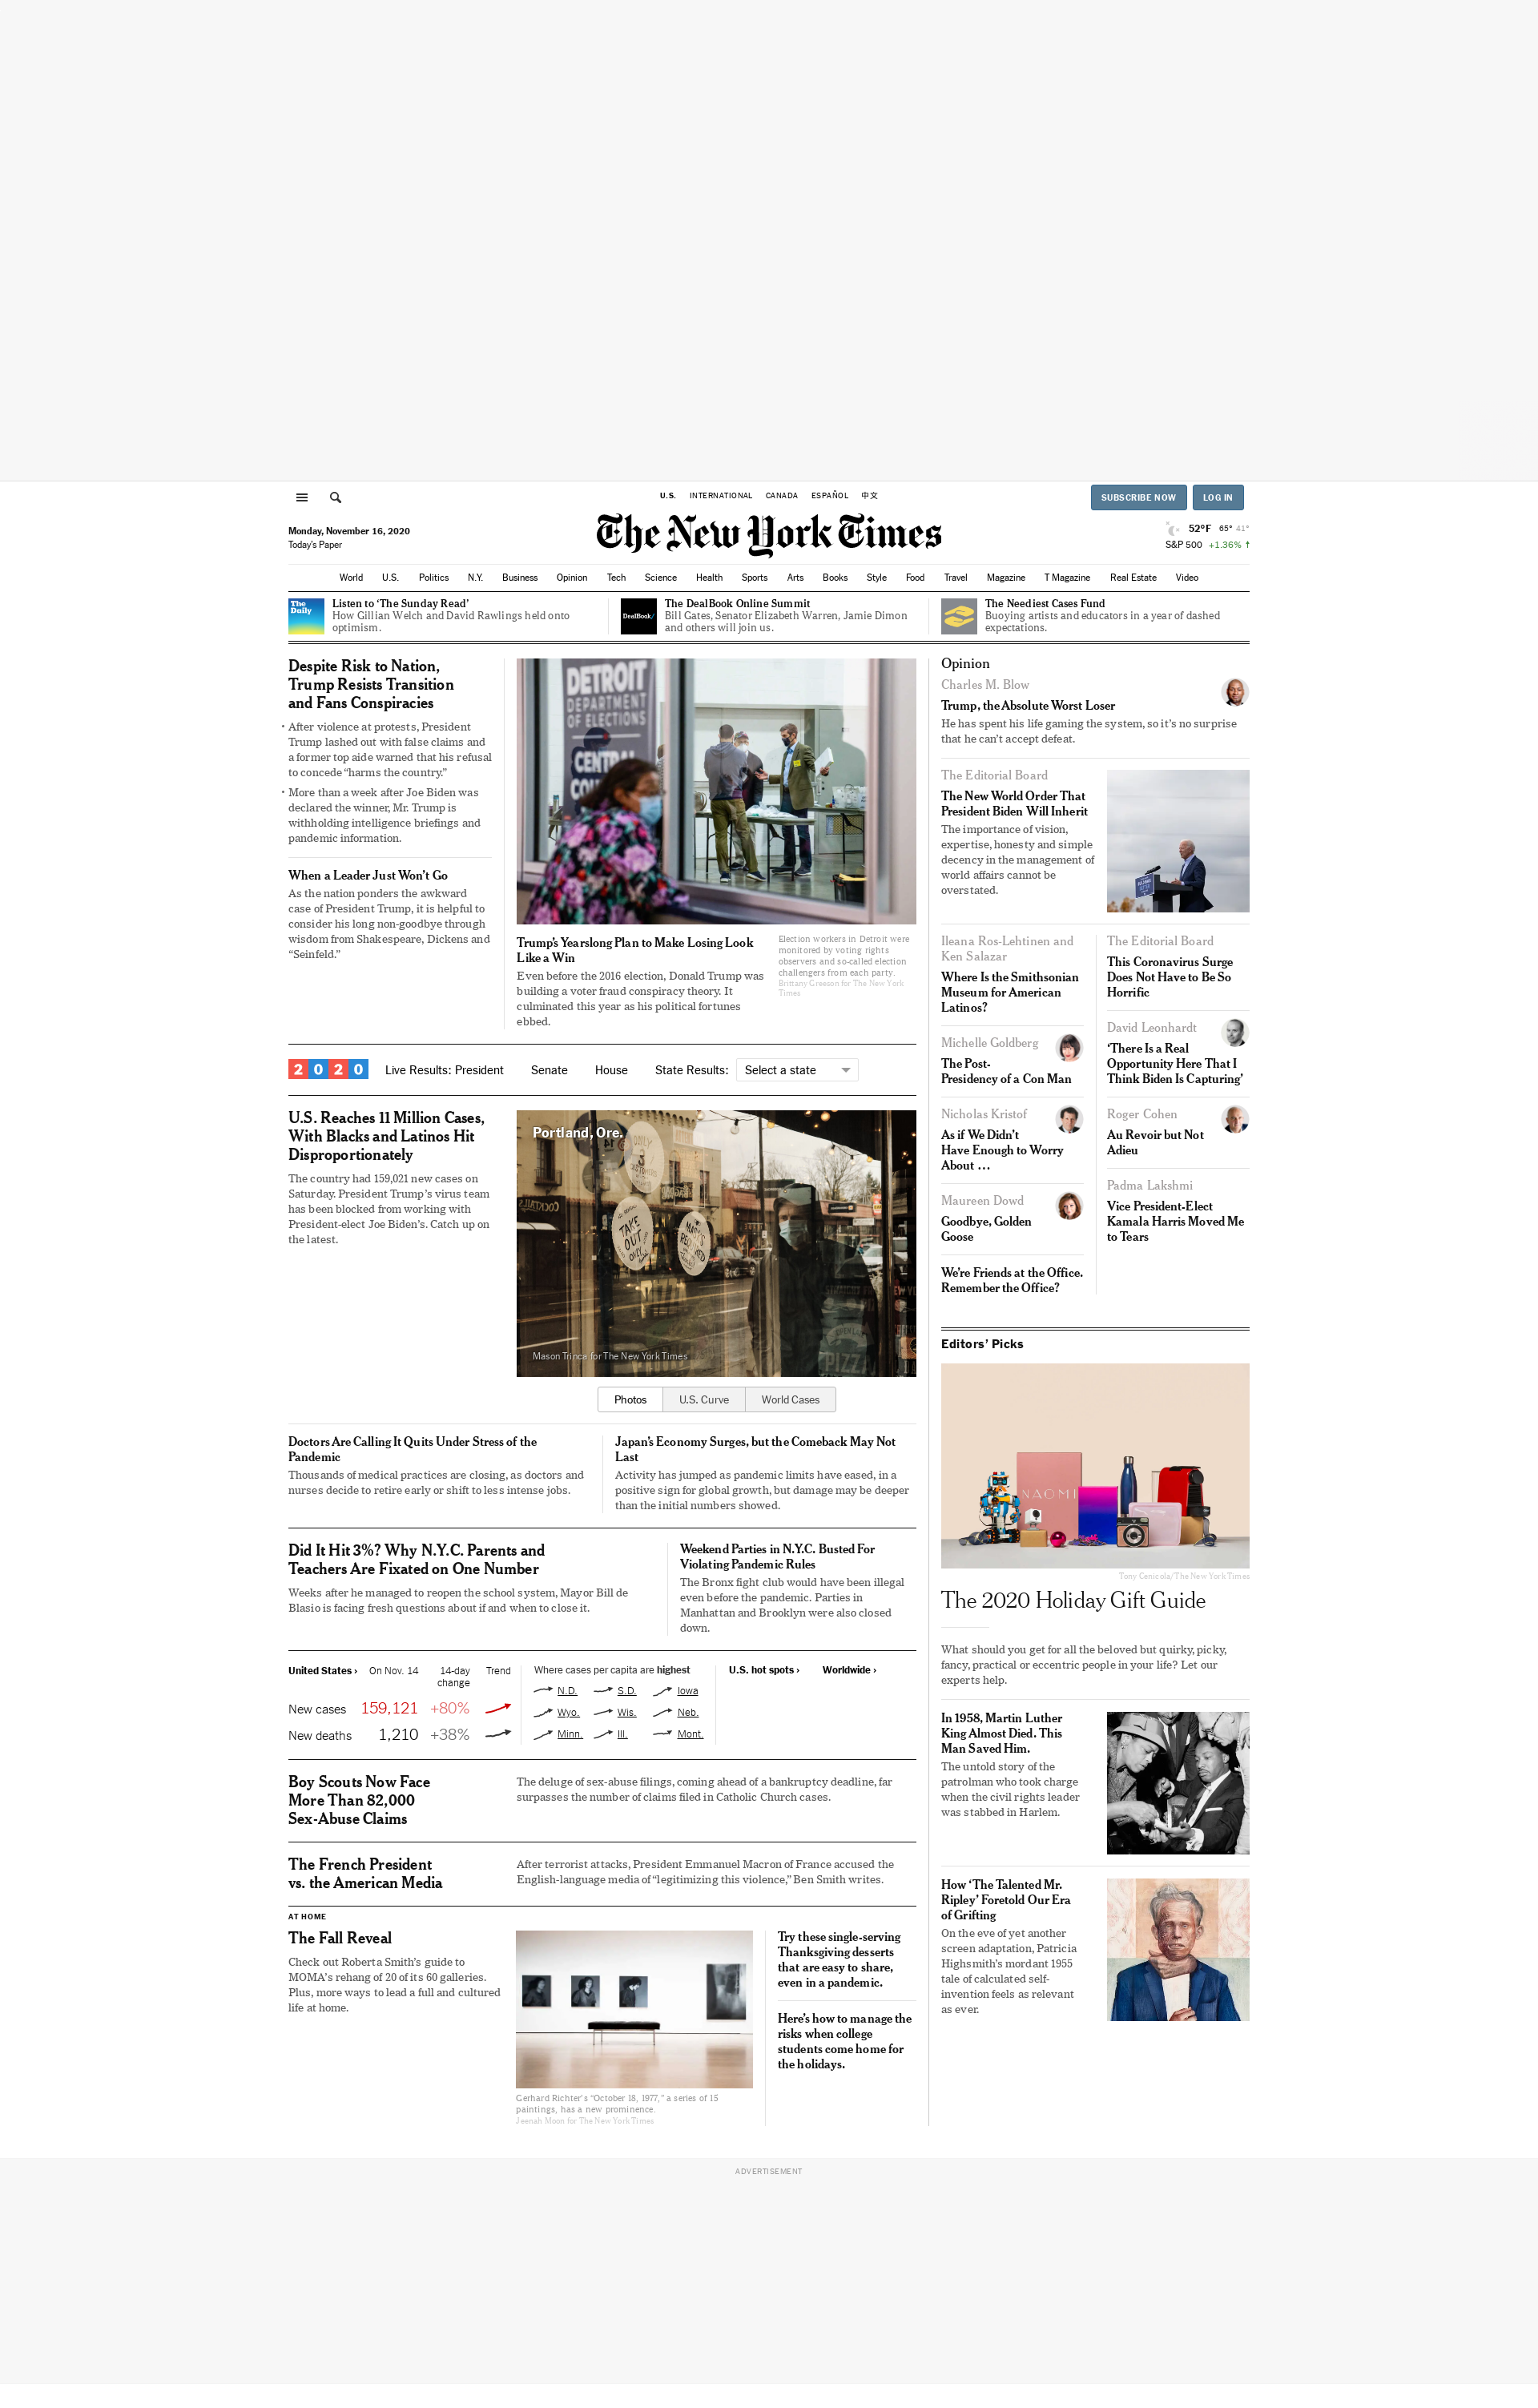 U.S. INTERNATIONAL CANADA ESPAÑOL 中文
SUBSCRIBE NOW LOG IN
Monday, November 16, 2020
Today's Paper
The New York Times
52°F 65° 41°
S&P 500 +1.36% ↑
World U.S. Politics N.Y. Business Opinion Tech Science Health Sports Arts Books Style Food Travel Magazine T Magazine Real Estate Video
The
Daily
Listen to ‘The Sunday Read’
How Gillian Welch and David Rawlings held onto
optimism.
DealBook/
The DealBook Online Summit
Bill Gates, Senator Elizabeth Warren, Jamie Dimon
and others will join us.
The Neediest Cases Fund
Buoying artists and educators in a year of dashed
expectations.
Despite Risk to Nation,
Trump Resists Transition
and Fans Conspiracies
• After violence at protests, President
Trump lashed out with false claims and
a former top aide warned that his refusal
to concede “harms the country.”
• More than a week after Joe Biden was
declared the winner, Mr. Trump is
withholding intelligence briefings and
pandemic information.
When a Leader Just Won’t Go
As the nation ponders the awkward
case of President Trump, it is helpful to
consider his long non-goodbye through
wisdom from Shakespeare, Dickens and
“Seinfeld.”
DETROIT
DEPARTMENT
OF ELECTIONS
CENTRAL
Trump’s Yearslong Plan to Make Losing Look
Like a Win
Even before the 2016 election, Donald Trump was
building a voter fraud conspiracy theory. It
culminated this year as his political fortunes
ebbed.
Election workers in Detroit were
monitored by voting rights
observers and so-called election
challengers from each party.
Brittany Greeson for The New York
Times
2020 Live Results: President Senate House State Results: Select a state
U.S. Reaches 11 Million Cases,
With Blacks and Latinos Hit
Disproportionately
The country had 159,021 new cases on
Saturday. President Trump’s virus team
has been blocked from working with
President-elect Joe Biden’s. Catch up on
the latest.
Portland, Ore.
TAKE
OUT
ONLY
PIZZA
Mason Trinca for The New York Times
Photos U.S. Curve World Cases
Doctors Are Calling It Quits Under Stress of the
Pandemic
Thousands of medical practices are closing, as doctors and
nurses decide to retire early or shift to less intense jobs.
Japan’s Economy Surges, but the Comeback May Not
Last
Activity has jumped as pandemic limits have eased, in a
positive sign for global growth, but damage may be deeper
than the initial numbers showed.
Did It Hit 3%? Why N.Y.C. Parents and
Teachers Are Fixated on One Number
Weeks after he managed to reopen the school system, Mayor Bill de
Blasio is facing fresh questions about if and when to close it.
Weekend Parties in N.Y.C. Busted For
Violating Pandemic Rules
The Bronx fight club would have been illegal
even before the pandemic. Parties in
Manhattan and Brooklyn were also closed
down.
United States › On Nov. 14 14-day
change Trend
New cases 159,121 +80%
New deaths 1,210 +38%
Where cases per capita are highest
N.D. S.D. Iowa
Wyo. Wis. Neb.
Minn. Ill. Mont.
U.S. hot spots › Worldwide ›
Boy Scouts Now Face
More Than 82,000
Sex-Abuse Claims
The deluge of sex-abuse filings, coming ahead of a bankruptcy deadline, far
surpasses the number of claims filed in Catholic Church cases.
The French President
vs. the American Media
After terrorist attacks, President Emmanuel Macron of France accused the
English-language media of “legitimizing this violence,” Ben Smith writes.
AT HOME
The Fall Reveal
Check out Roberta Smith’s guide to
MOMA’s rehang of 20 of its 60 galleries.
Plus, more ways to lead a full and cultured
life at home.
Gerhard Richter’s “October 18, 1977,” a series of 15
paintings, has a new prominence.
Jeenah Moon for The New York Times
Try these single-serving
Thanksgiving desserts
that are easy to share,
even in a pandemic.
Here’s how to manage the
risks when college
students come home for
the holidays.
Opinion
Charles M. Blow
Trump, the Absolute Worst Loser
He has spent his life gaming the system, so it’s no surprise
that he can’t accept defeat.
The Editorial Board
The New World Order That
President Biden Will Inherit
The importance of vision,
expertise, honesty and simple
decency in the management of
world affairs cannot be
overstated.
Ileana Ros-Lehtinen and
Ken Salazar
Where Is the Smithsonian
Museum for American
Latinos?
Michelle Goldberg
The Post-
Presidency of a Con Man
Nicholas Kristof
As if We Didn’t
Have Enough to Worry
About …
Maureen Dowd
Goodbye, Golden
Goose
We’re Friends at the Office.
Remember the Office?
The Editorial Board
This Coronavirus Surge
Does Not Have to Be So
Horrific
David Leonhardt
‘There Is a Real
Opportunity Here That I
Think Biden Is Capturing’
Roger Cohen
Au Revoir but Not
Adieu
Padma Lakshmi
Vice President-Elect
Kamala Harris Moved Me
to Tears
Editors’ Picks
NAOMI
Tony Cenicola/The New York Times
The 2020 Holiday Gift Guide
What should you get for all the beloved but quirky, picky,
fancy, practical or eccentric people in your life? Let our
experts help.
In 1958, Martin Luther
King Almost Died. This
Man Saved Him.
The untold story of the
patrolman who took charge
when the civil rights leader
was stabbed in Harlem.
How ‘The Talented Mr.
Ripley’ Foretold Our Era
of Grifting
On the eve of yet another
screen adaptation, Patricia
Highsmith’s mordant 1955
tale of calculated self-
invention feels as relevant
as ever.
ADVERTISEMENT